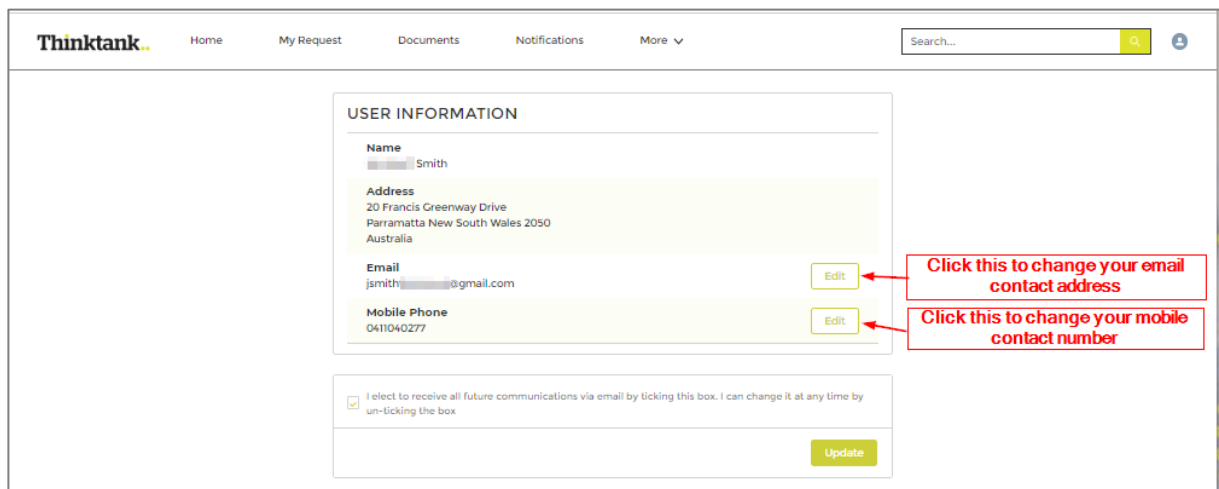 Thinktank..
Home
My Request
Documents
Notifications
More
Search...
USER INFORMATION
Name
Smith
Address
20 Francis Greenway Drive
Parramatta New South Wales 2050
Australia
Email
jsmith @gmail.com
Edit
Click this to change your email
contact address
Mobile Phone
0411040277
Edit
Click this to change your mobile
contact number
I elect to receive all future communications via email by ticking this box. I can change it at any time by
un-ticking the box
Update